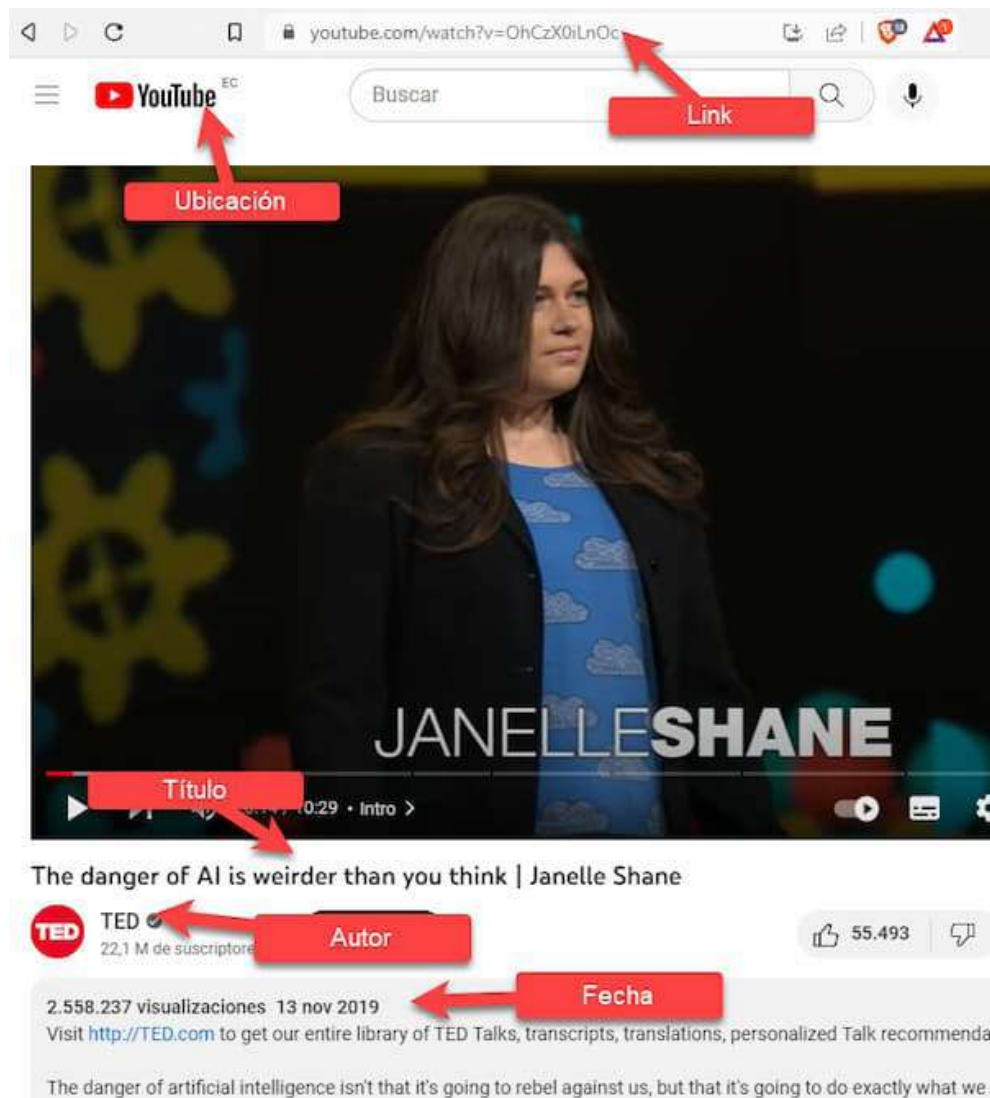 youtube.com/watch?v=OhCzX0iLnOc
YouTube EC
Buscar
Link
Ubicación
JANELLESHANE
Título
10:29 • Intro >
The danger of AI is weirder than you think | Janelle Shane
TED
TED
22,1 M de suscriptore
Autor
55.493
2.558.237 visualizaciones 13 nov 2019
Fecha
Visit http://TED.com to get our entire library of TED Talks, transcripts, translations, personalized Talk recommenda
The danger of artificial intelligence isn't that it's going to rebel against us, but that it's going to do exactly what we